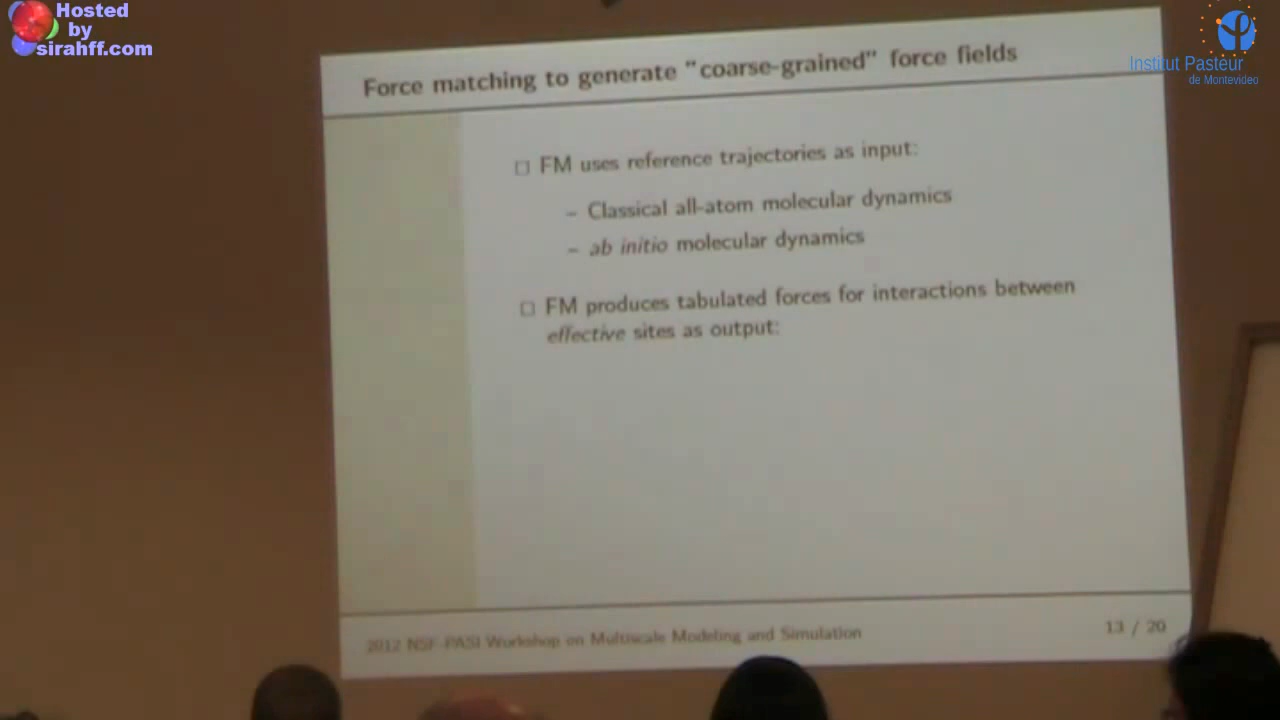 Hosted
by
sirahff.com
Institut Pasteur
de Montevideo
Force matching to generate "coarse-grained" force fields
□ FM uses reference trajectories as input:
– Classical all-atom molecular dynamics
– ab initio molecular dynamics
□ FM produces tabulated forces for interactions between
effective sites as output:
2012 NSF-PASI Workshop on Multiscale Modeling and Simulation
13 / 20